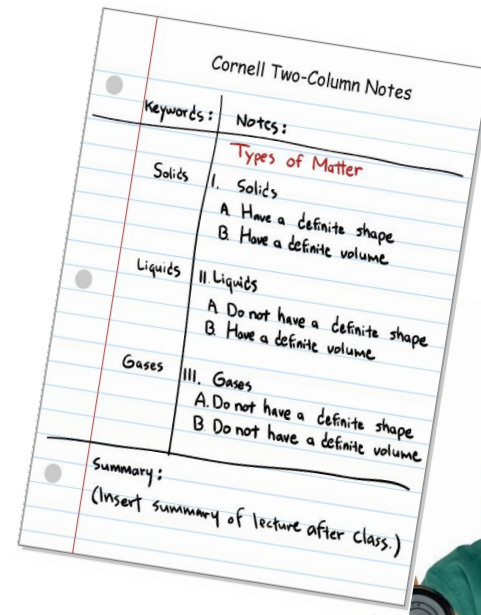 Cornell Two-Column Notes
Keywords: Notes:
Types of Matter
Solids I. Solids
A. Have a definite shape
B. Have a definite volume
Liquids II. Liquids
A. Do not have a definite shape
B. Have a definite volume
Gases III. Gases
A. Do not have a definite shape
B. Do not have a definite volume
Summary:
(Insert summary of lecture after class.)